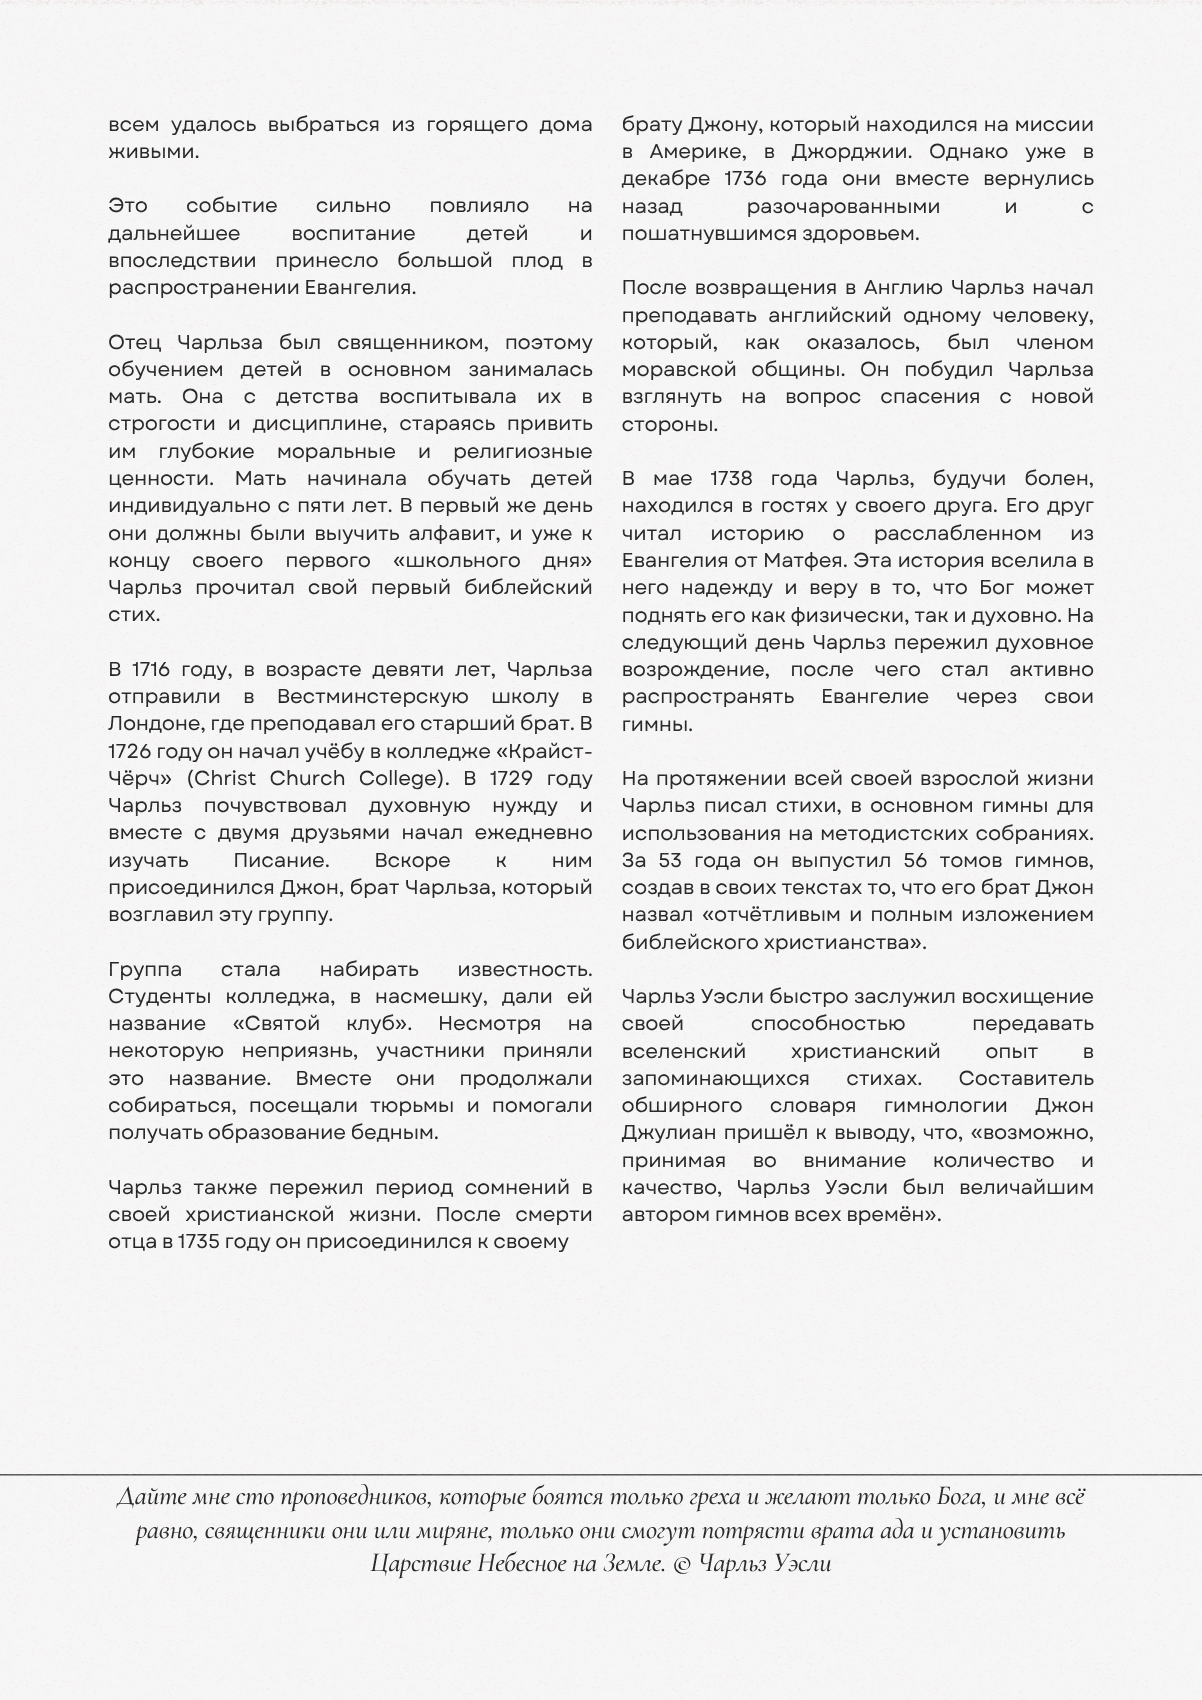 всем удалось выбраться из горящего дома
живыми.
Это событие сильно повлияло на
дальнейшее воспитание детей и
впоследствии принесло большой плод в
распространении Евангелия.
Отец Чарльза был священником, поэтому
обучением детей в основном занималась
мать. Она с детства воспитывала их в
строгости и дисциплине, стараясь привить
им глубокие моральные и религиозные
ценности. Мать начинала обучать детей
индивидуально с пяти лет. В первый же день
они должны были выучить алфавит, и уже к
концу своего первого «школьного дня»
Чарльз прочитал свой первый библейский
стих.
В 1716 году, в возрасте девяти лет, Чарльза
отправили в Вестминстерскую школу в
Лондоне, где преподавал его старший брат. В
1726 году он начал учёбу в колледже «Крайст-
Чёрч» (Christ Church College). В 1729 году
Чарльз почувствовал духовную нужду и
вместе с двумя друзьями начал ежедневно
изучать Писание. Вскоре к ним
присоединился Джон, брат Чарльза, который
возглавил эту группу.
Группа стала набирать известность.
Студенты колледжа, в насмешку, дали ей
название «Святой клуб». Несмотря на
некоторую неприязнь, участники приняли
это название. Вместе они продолжали
собираться, посещали тюрьмы и помогали
получать образование бедным.
Чарльз также пережил период сомнений в
своей христианской жизни. После смерти
отца в 1735 году он присоединился к своему
брату Джону, который находился на миссии
в Америке, в Джорджии. Однако уже в
декабре 1736 года они вместе вернулись
назад разочарованными и с
пошатнувшимся здоровьем.
После возвращения в Англию Чарльз начал
преподавать английский одному человеку,
который, как оказалось, был членом
моравской общины. Он побудил Чарльза
взглянуть на вопрос спасения с новой
стороны.
В мае 1738 года Чарльз, будучи болен,
находился в гостях у своего друга. Его друг
читал историю о расслабленном из
Евангелия от Матфея. Эта история вселила в
него надежду и веру в то, что Бог может
поднять его как физически, так и духовно. На
следующий день Чарльз пережил духовное
возрождение, после чего стал активно
распространять Евангелие через свои
гимны.
На протяжении всей своей взрослой жизни
Чарльз писал стихи, в основном гимны для
использования на методистских собраниях.
За 53 года он выпустил 56 томов гимнов,
создав в своих текстах то, что его брат Джон
назвал «отчётливым и полным изложением
библейского христианства».
Чарльз Уэсли быстро заслужил восхищение
своей способностью передавать
вселенский христианский опыт в
запоминающихся стихах. Составитель
обширного словаря гимнологии Джон
Джулиан пришёл к выводу, что, «возможно,
принимая во внимание количество и
качество, Чарльз Уэсли был величайшим
автором гимнов всех времён».
Дайте мне сто проповедников, которые боятся только греха и желают только Бога, и мне всё
равно, священники они или миряне, только они смогут потрясти врата ада и установить
Царствие Небесное на Земле. © Чарльз Уэсли